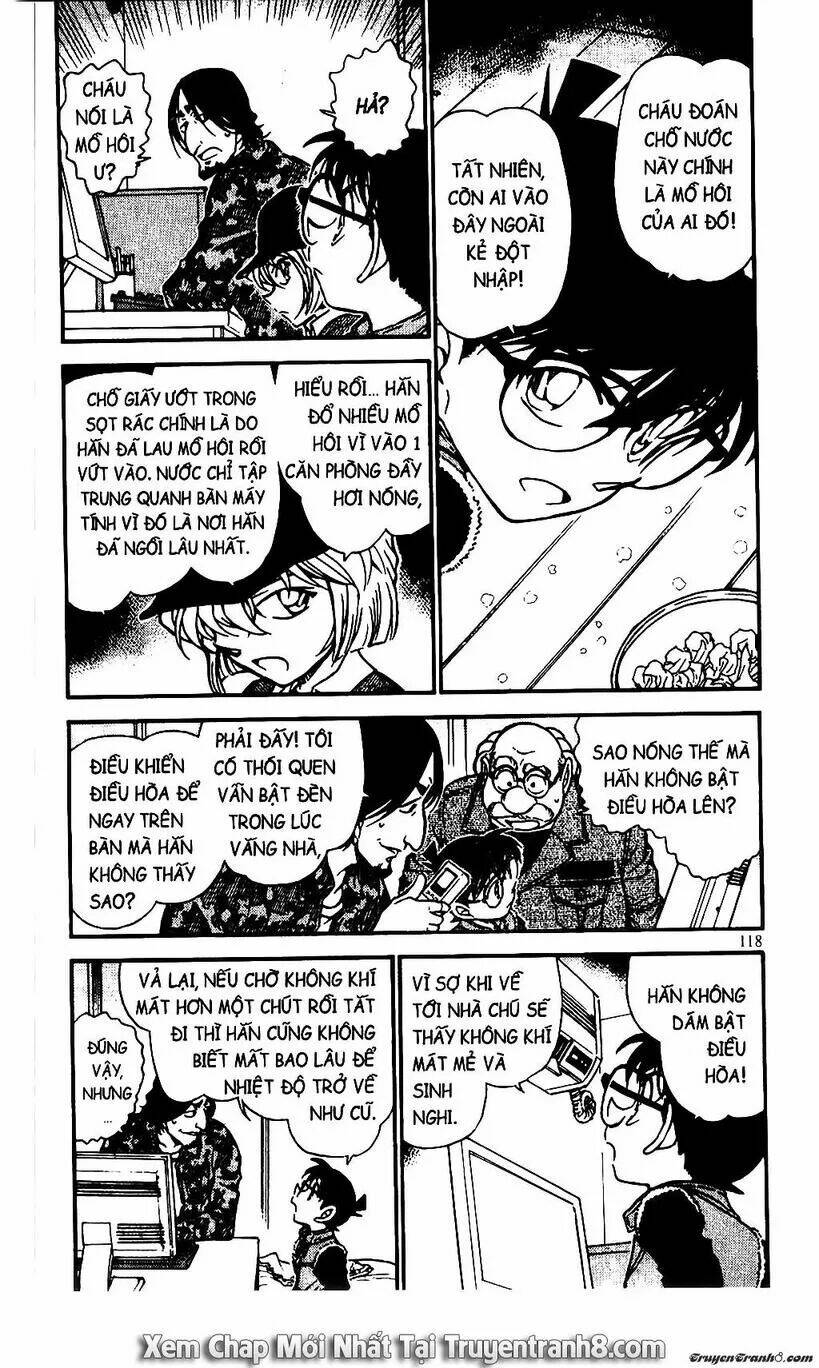 CHÁU ĐOÁN
CHỖ NƯỚC
NÀY CHÍNH
LÀ MỒ HÔI
CỦA AI ĐÓ!
TẤT NHIÊN,
CÒN AI VÀO
ĐÂY NGOÀI
KẺ ĐỘT
NHẬP!
HẢ?
CHÁU
NÓI LÀ
MỒ HÔI
Ư?
HIỂU RỒI... HẮN
ĐỔ NHIỀU MỒ
HÔI VÌ VÀO 1
CĂN PHÒNG ĐẦY
HƠI NÓNG,
CHỖ GIẤY ƯỚT TRONG
SỌT RÁC CHÍNH LÀ DO
HẮN ĐÃ LAU MỒ HÔI RỒI
VỨT VÀO. NƯỚC CHỈ TẬP
TRUNG QUANH BÀN MÁY
TÍNH VÌ ĐÓ LÀ NƠI HẮN
ĐÃ NGỒI LÂU NHẤT.
SAO NÓNG THẾ MÀ
HẮN KHÔNG BẬT
ĐIỀU HÒA LÊN?
PHẢI ĐẤY! TÔI
CÓ THÓI QUEN
VẪN BẬT ĐÈN
TRONG LÚC
VẮNG NHÀ,
ĐIỀU KHIỂN
ĐIỀU HÒA ĐỂ
NGAY TRÊN
BÀN MÀ HẮN
KHÔNG THẤY
SAO?
118
HẮN KHÔNG
DÁM BẬT
ĐIỀU
HÒA!
VÌ SỢ KHI VỀ
TỚI NHÀ CHÚ SẼ
THẤY KHÔNG KHÍ
MÁT MẺ VÀ
SINH
NGHI.
VẢ LẠI, NẾU CHỜ KHÔNG KHÍ
MÁT HƠN MỘT CHÚT RỒI TẮT
ĐI THÌ HẮN CŨNG KHÔNG
BIẾT MẤT BAO LÂU ĐỂ
NHIỆT ĐỘ TRỞ VỀ
NHƯ CŨ.
ĐÚNG
VẬY,
NHƯNG
Xem Chap Mới Nhất Tại Truyentranh8.com
TruyenTranh8.com